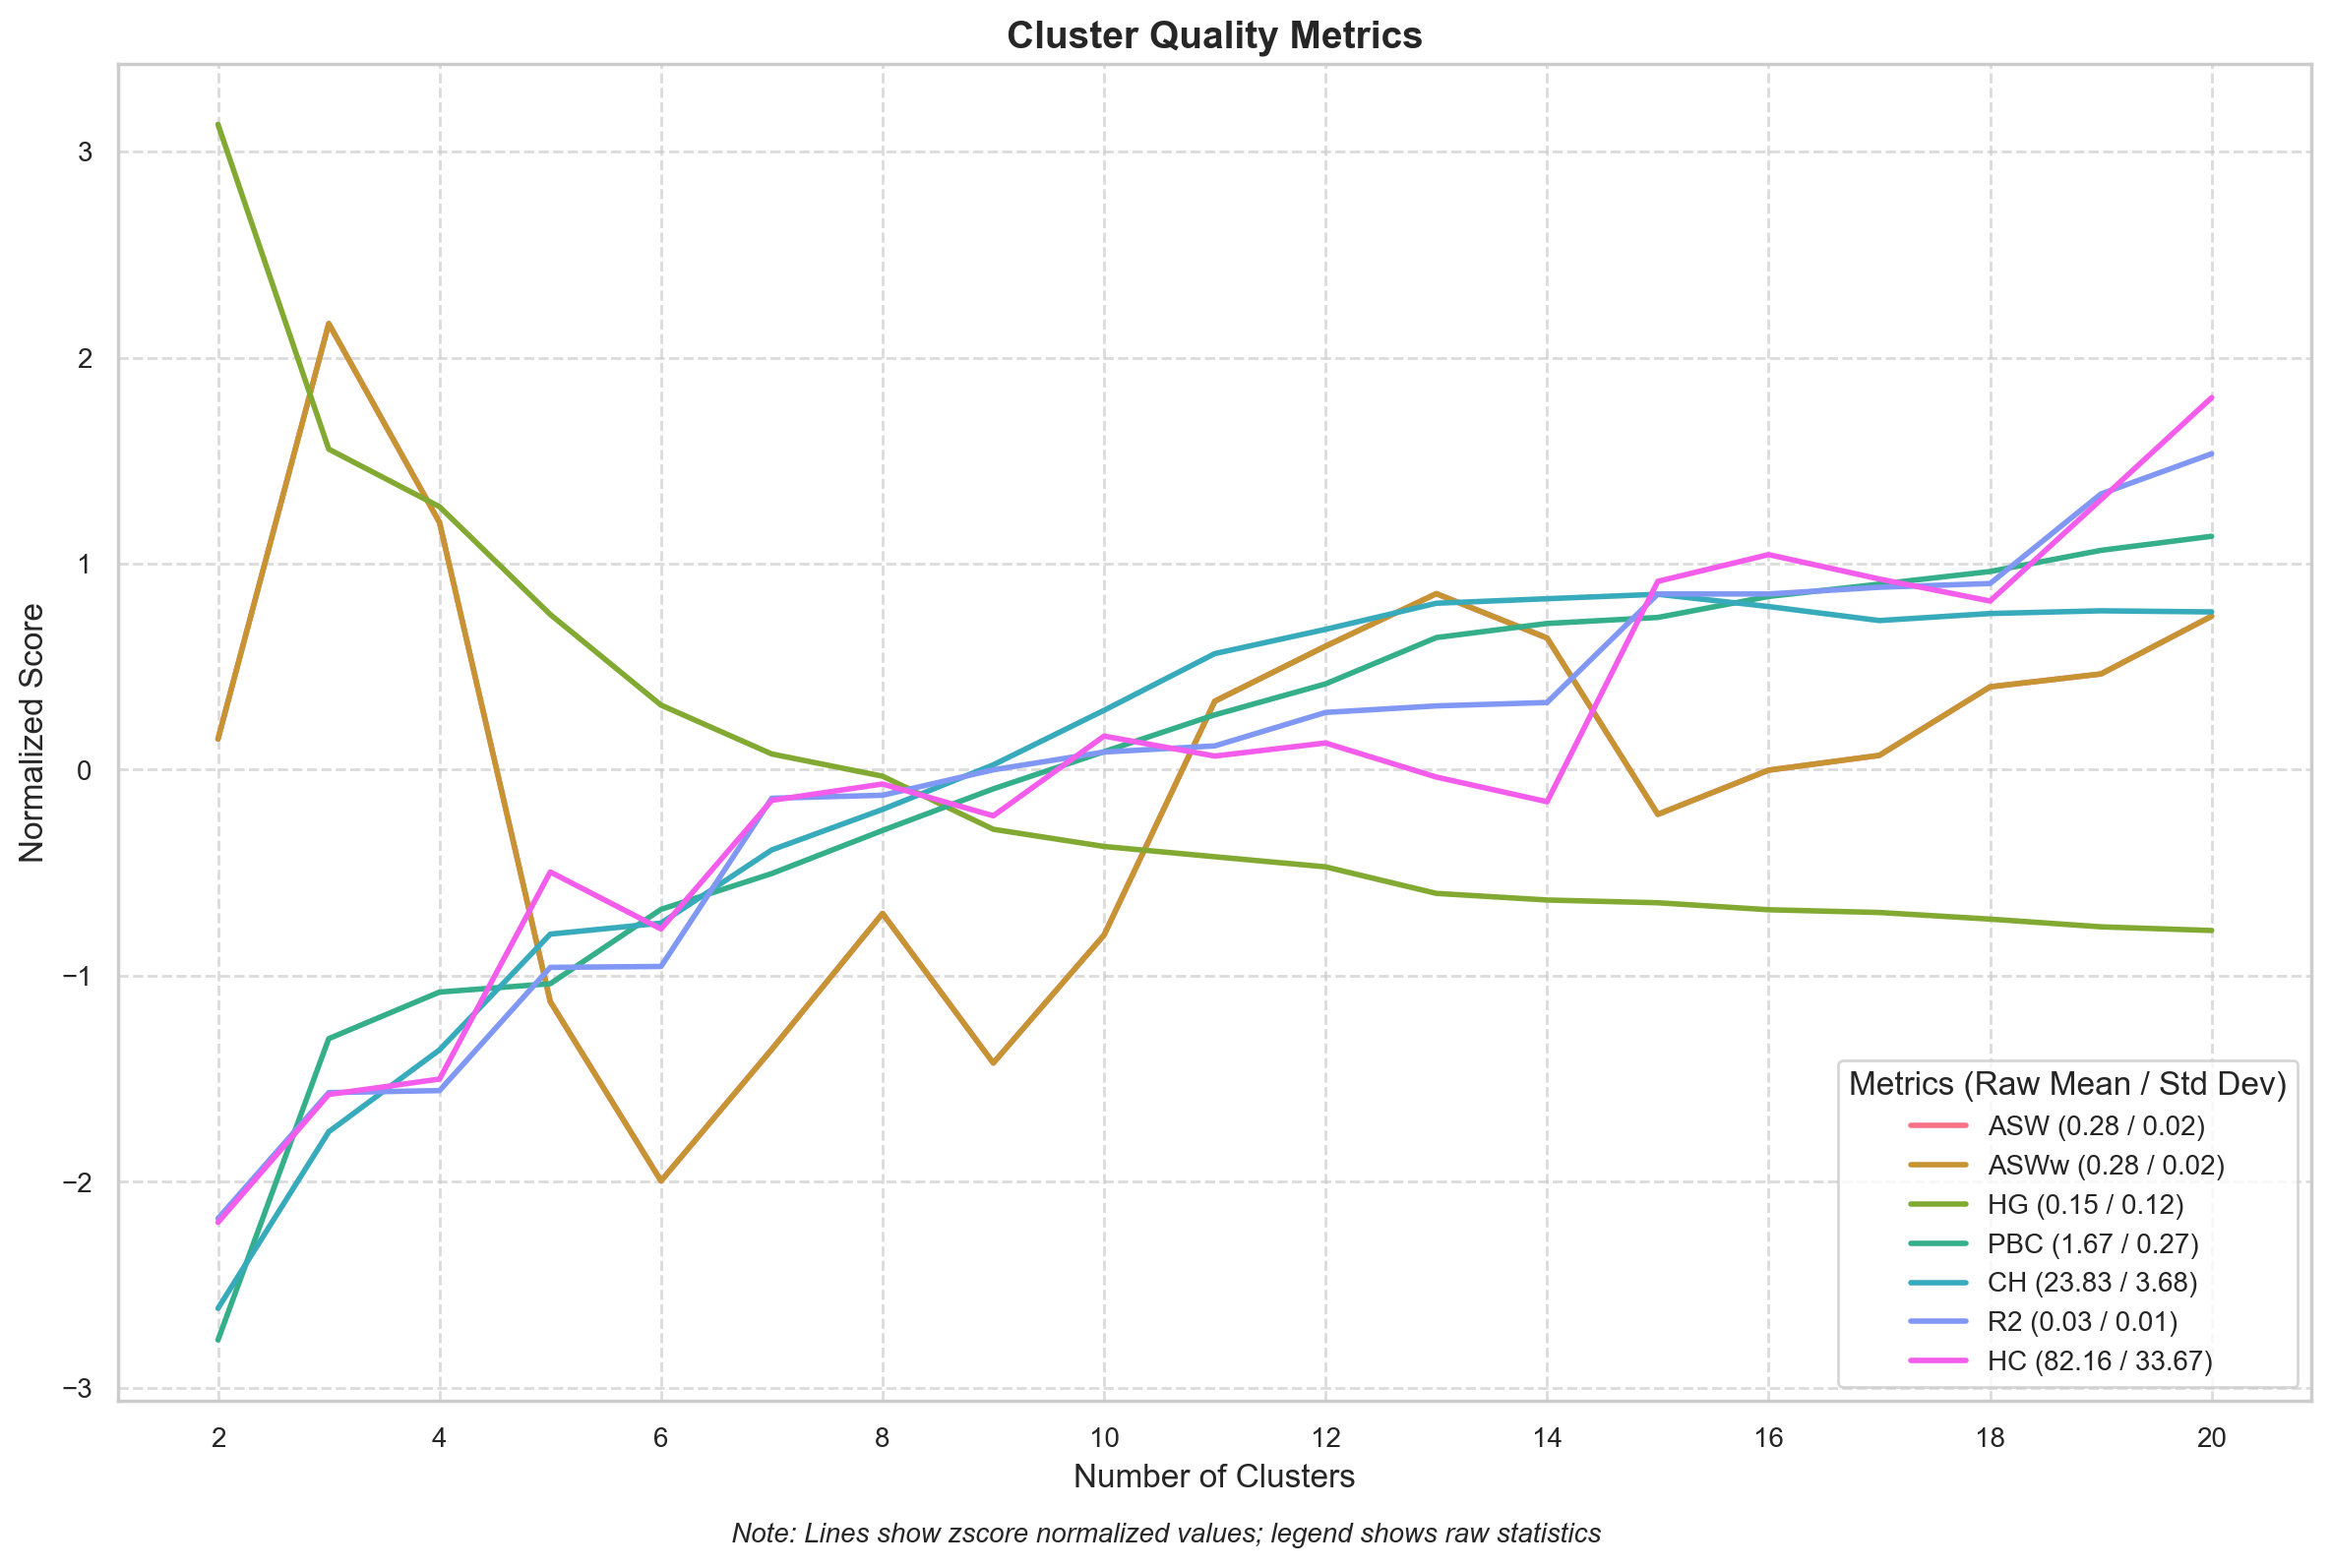 Cluster Quality Metrics
Normalized Score
3
2
1
0
−1
−2
−3
2 4 6 8 10 12 14 16 18 20
Number of Clusters
Metrics (Raw Mean / Std Dev)
ASW (0.28 / 0.02)
ASWw (0.28 / 0.02)
HG (0.15 / 0.12)
PBC (1.67 / 0.27)
CH (23.83 / 3.68)
R2 (0.03 / 0.01)
HC (82.16 / 33.67)
Note: Lines show zscore normalized values; legend shows raw statistics